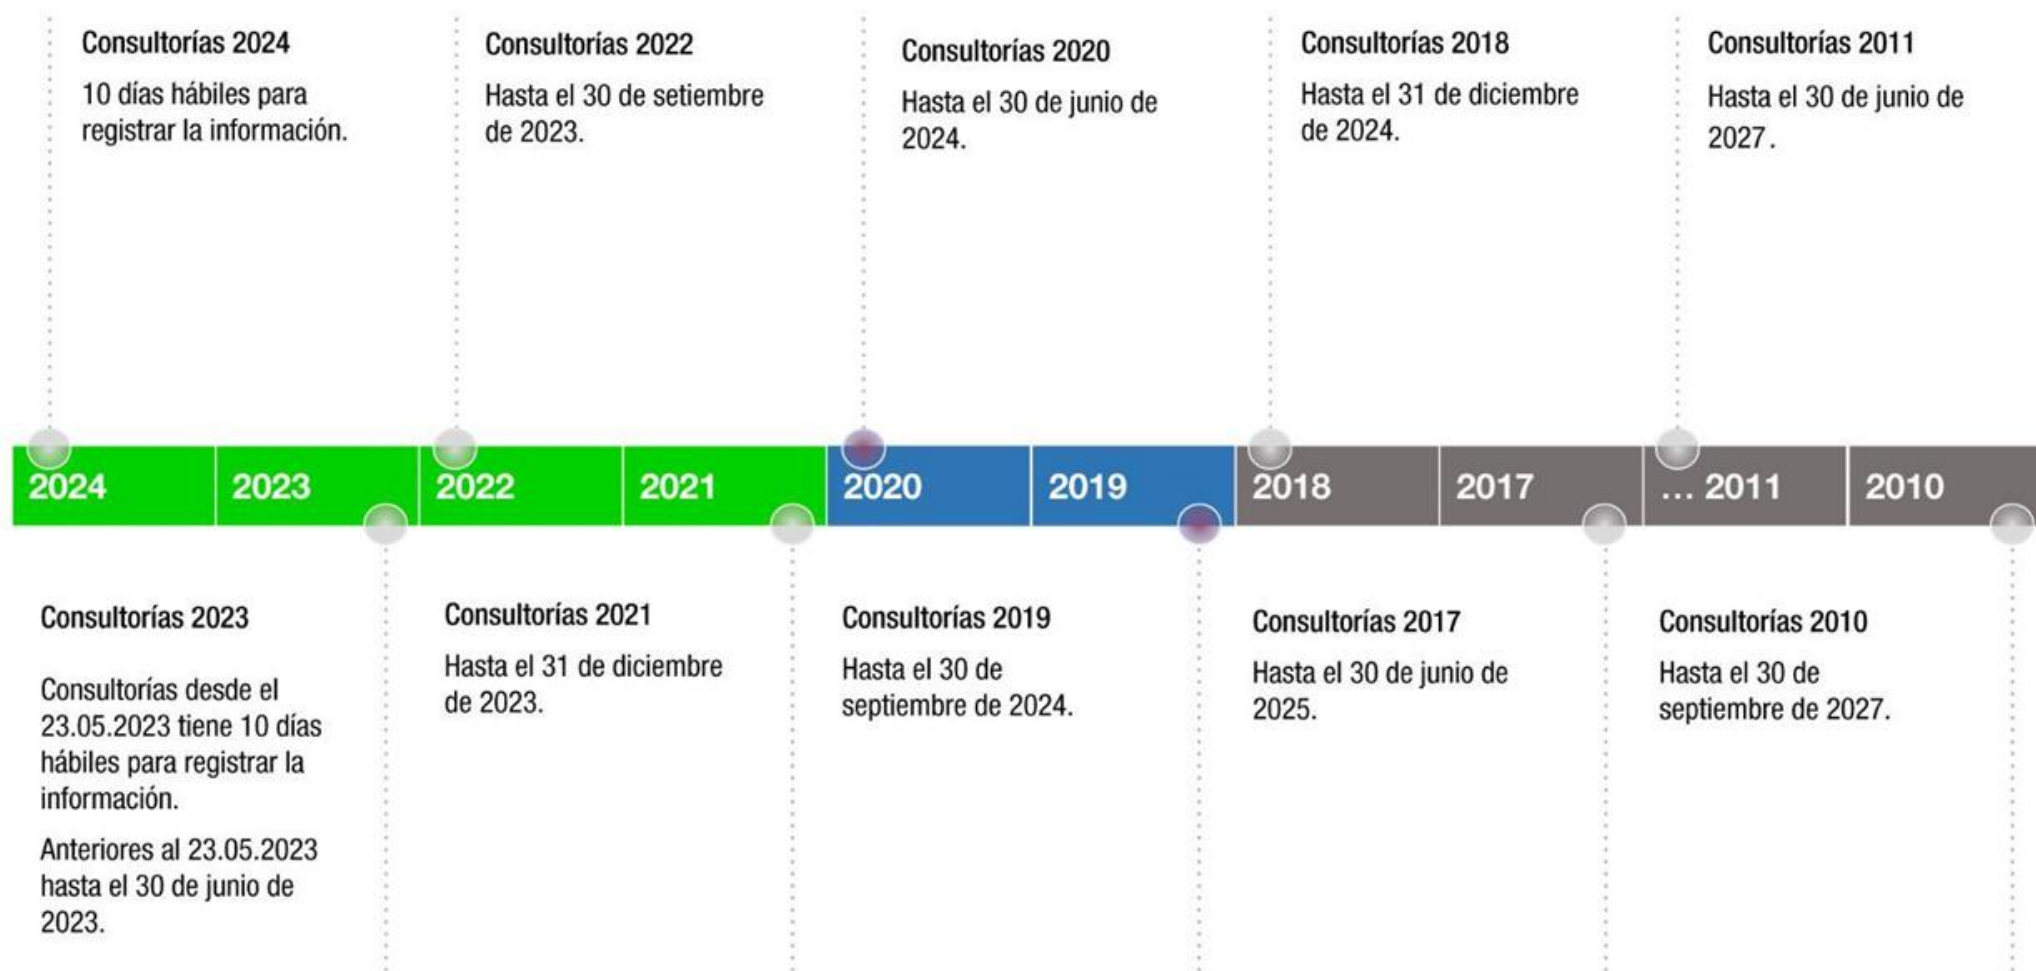 Consultorías 2024
10 días hábiles para
registrar la información.
Consultorías 2022
Hasta el 30 de setiembre
de 2023.
Consultorías 2020
Hasta el 30 de junio de
2024.
Consultorías 2018
Hasta el 31 de diciembre
de 2024.
Consultorías 2011
Hasta el 30 de junio de
2027.
2024
2023
2022
2021
2020
2019
2018
2017
... 2011
2010
Consultorías 2023
Consultorías desde el
23.05.2023 tiene 10 días
hábiles para registrar la
información.
Anteriores al 23.05.2023
hasta el 30 de junio de
2023.
Consultorías 2021
Hasta el 31 de diciembre
de 2023.
Consultorías 2019
Hasta el 30 de
septiembre de 2024.
Consultorías 2017
Hasta el 30 de junio de
2025.
Consultorías 2010
Hasta el 30 de
septiembre de 2027.